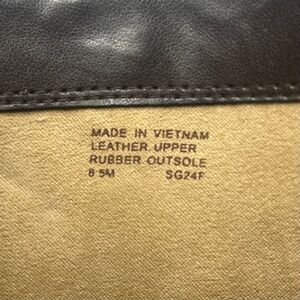 MADE IN VIETNAM
LEATHER UPPER
RUBBER OUTSOLE
8 5M SG24F